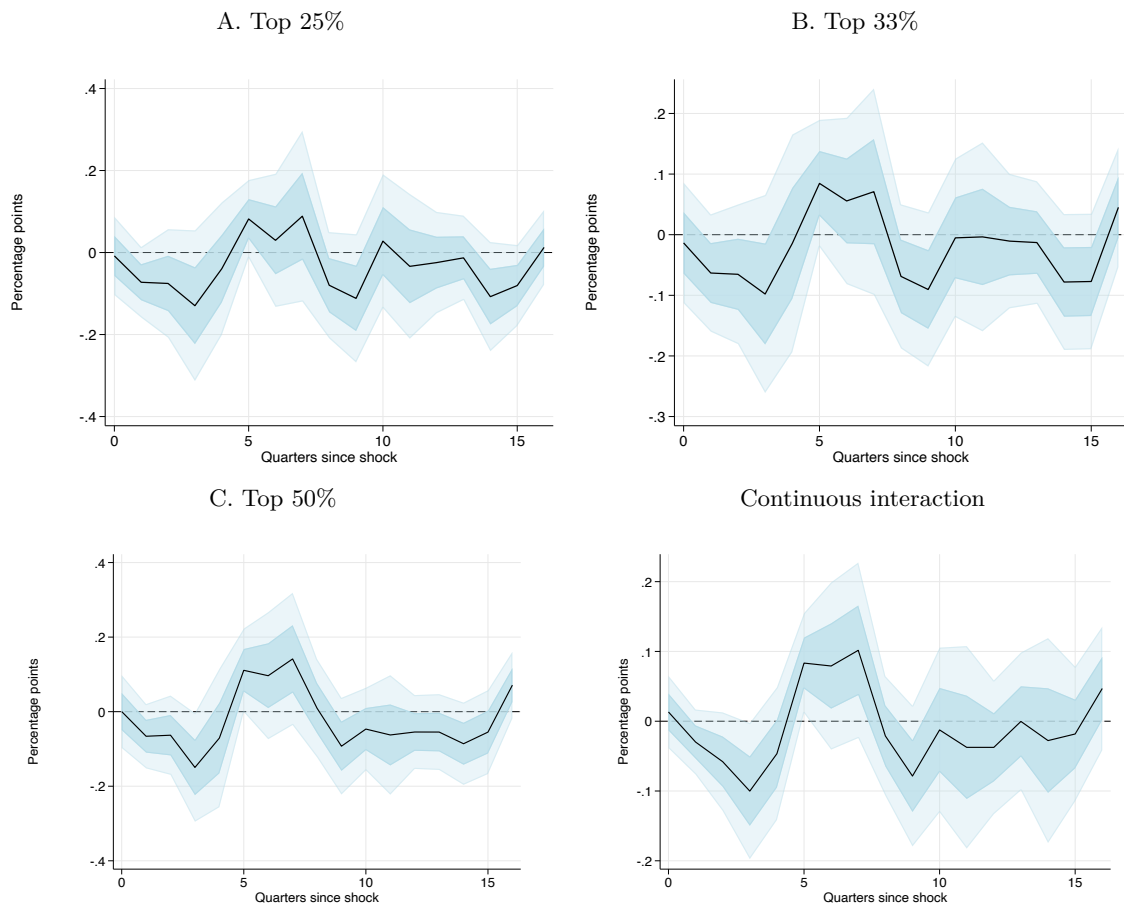 A. Top 25%
.4
.2
0
-.2
-.4
Percentage points
0 5 10 15
Quarters since shock
B. Top 33%
.2
.1
0
-.1
-.2
-.3
Percentage points
0 5 10 15
Quarters since shock
C. Top 50%
.4
.2
0
-.2
-.4
Percentage points
0 5 10 15
Quarters since shock
Continuous interaction
.2
.1
0
-.1
-.2
Percentage points
0 5 10 15
Quarters since shock